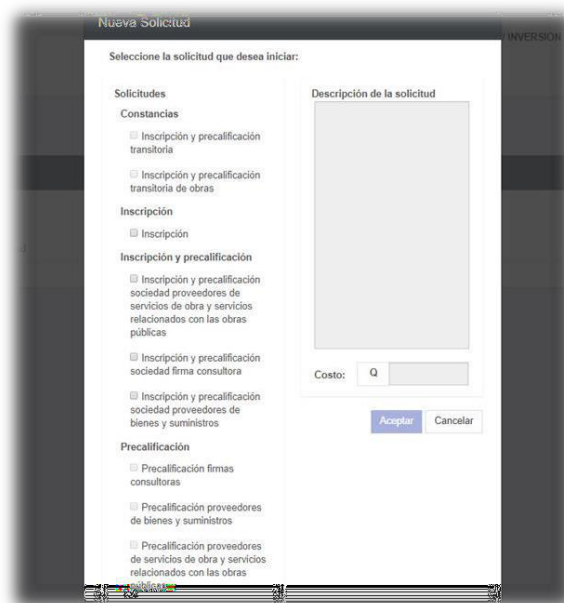 Nueva Solicitud
INVERSION
Seleccione la solicitud que desea iniciar:
Solicitudes
Constancias
Inscripción y precalificación
transitoria
Inscripción y precalificación
transitoria de obras
Inscripción
Inscripción
Inscripción y precalificación
Inscripción y precalificación
sociedad proveedores de
servicios de obra y servicios
relacionados con las obras
públicas
Inscripción y precalificación
sociedad firma consultora
Inscripción y precalificación
sociedad proveedores de
bienes y suministros
Precalificación
Precalificación firmas
consultoras
Precalificación proveedores
de bienes y suministros
Precalificación proveedores
de servicios de obra y servicios
relacionados con las obras
públicas
Descripción de la solicitud
Costo: Q
Aceptar Cancelar